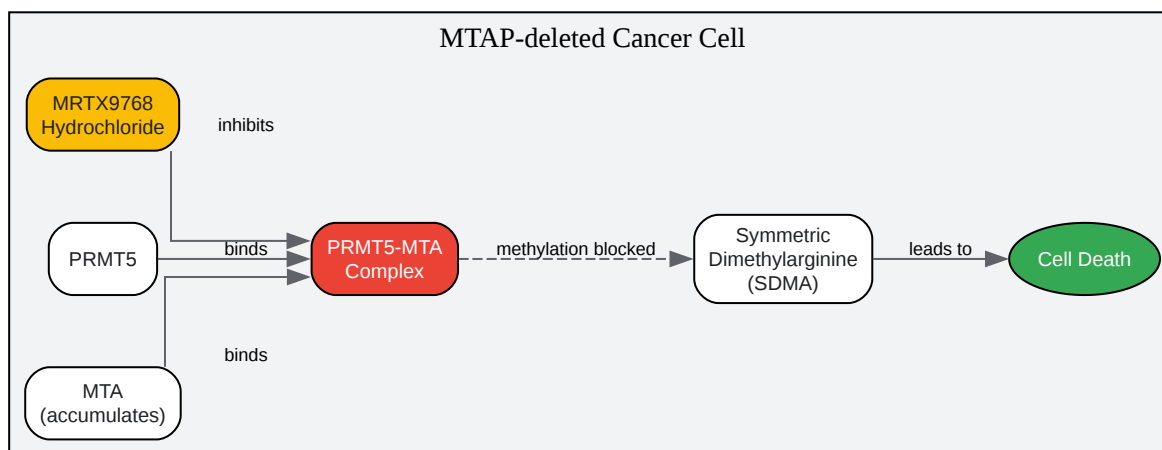 MTAP-deleted Cancer Cell
MRTX9768
Hydrochloride
inhibits
PRMT5
binds
PRMT5-MTA
Complex
methylation blocked
Symmetric
Dimethylarginine
(SDMA)
leads to
Cell Death
binds
MTA
(accumulates)